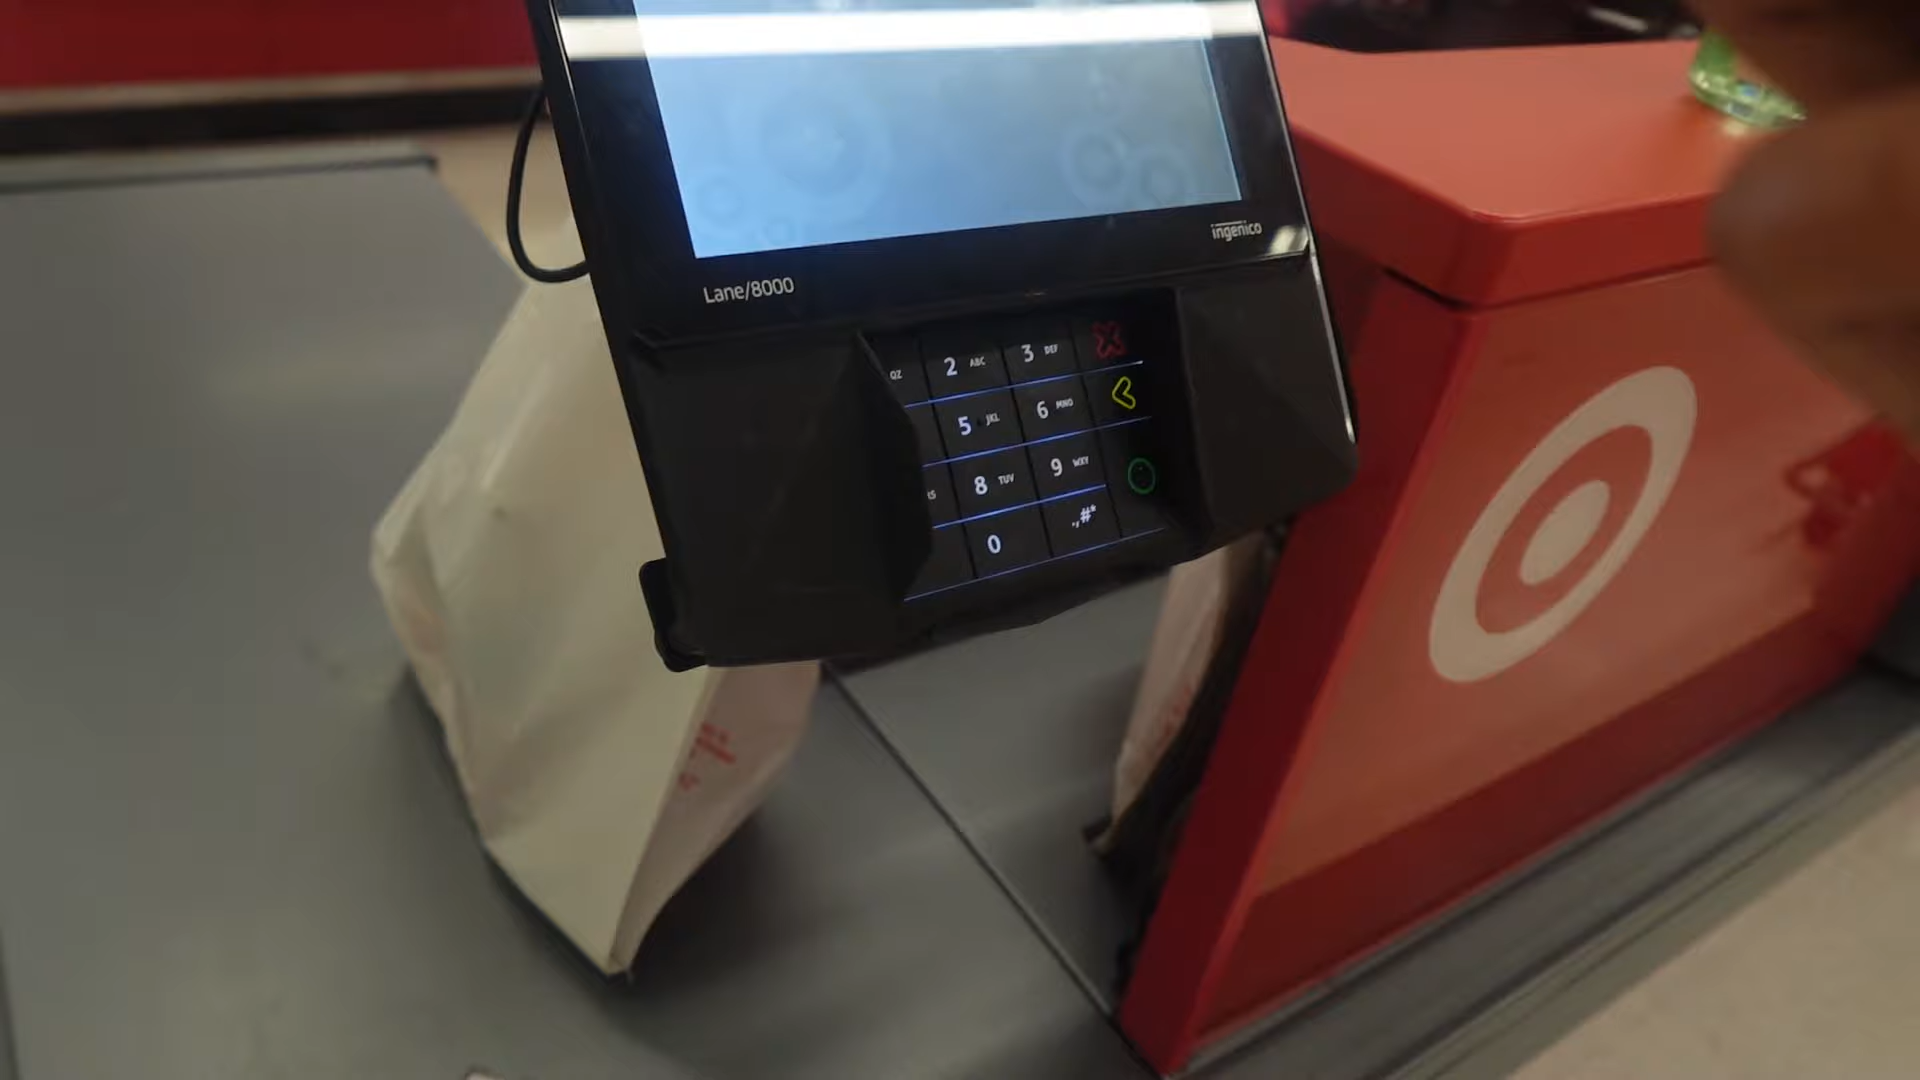 ingenico
Lane/8000
QZ 2 ABC 3 DEF
5 JKL 6 MNO
8 TUV 9 WXY
0 .,#*